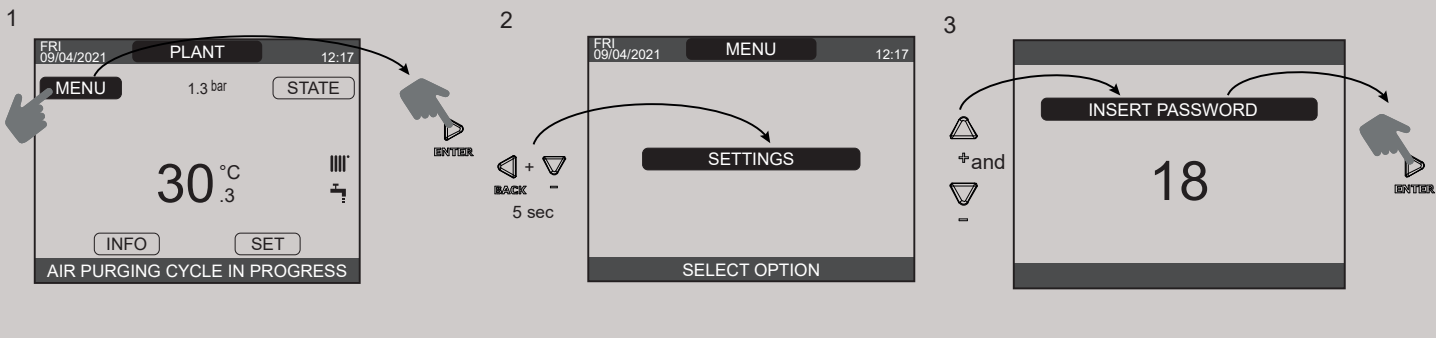 1
FRI
09/04/2021
PLANT
12:17
MENU
1.3 bar
STATE
30 °C
.3
INFO
SET
AIR PURGING CYCLE IN PROGRESS
ENTER
2
FRI
09/04/2021
MENU
12:17
BACK
+
-
5 sec
SETTINGS
SELECT OPTION
3
+ and
-
INSERT PASSWORD
18
ENTER